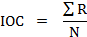 IOC = ∑ R / N